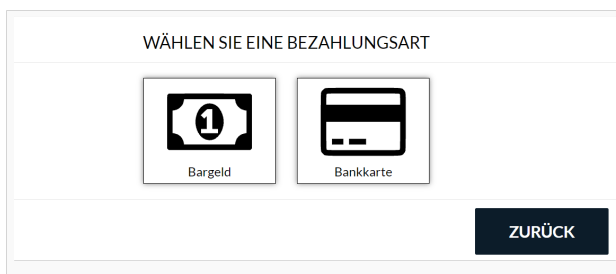 WÄHLEN SIE EINE BEZAHLUNGSART
1
Bargeld
Bankkarte
ZURÜCK